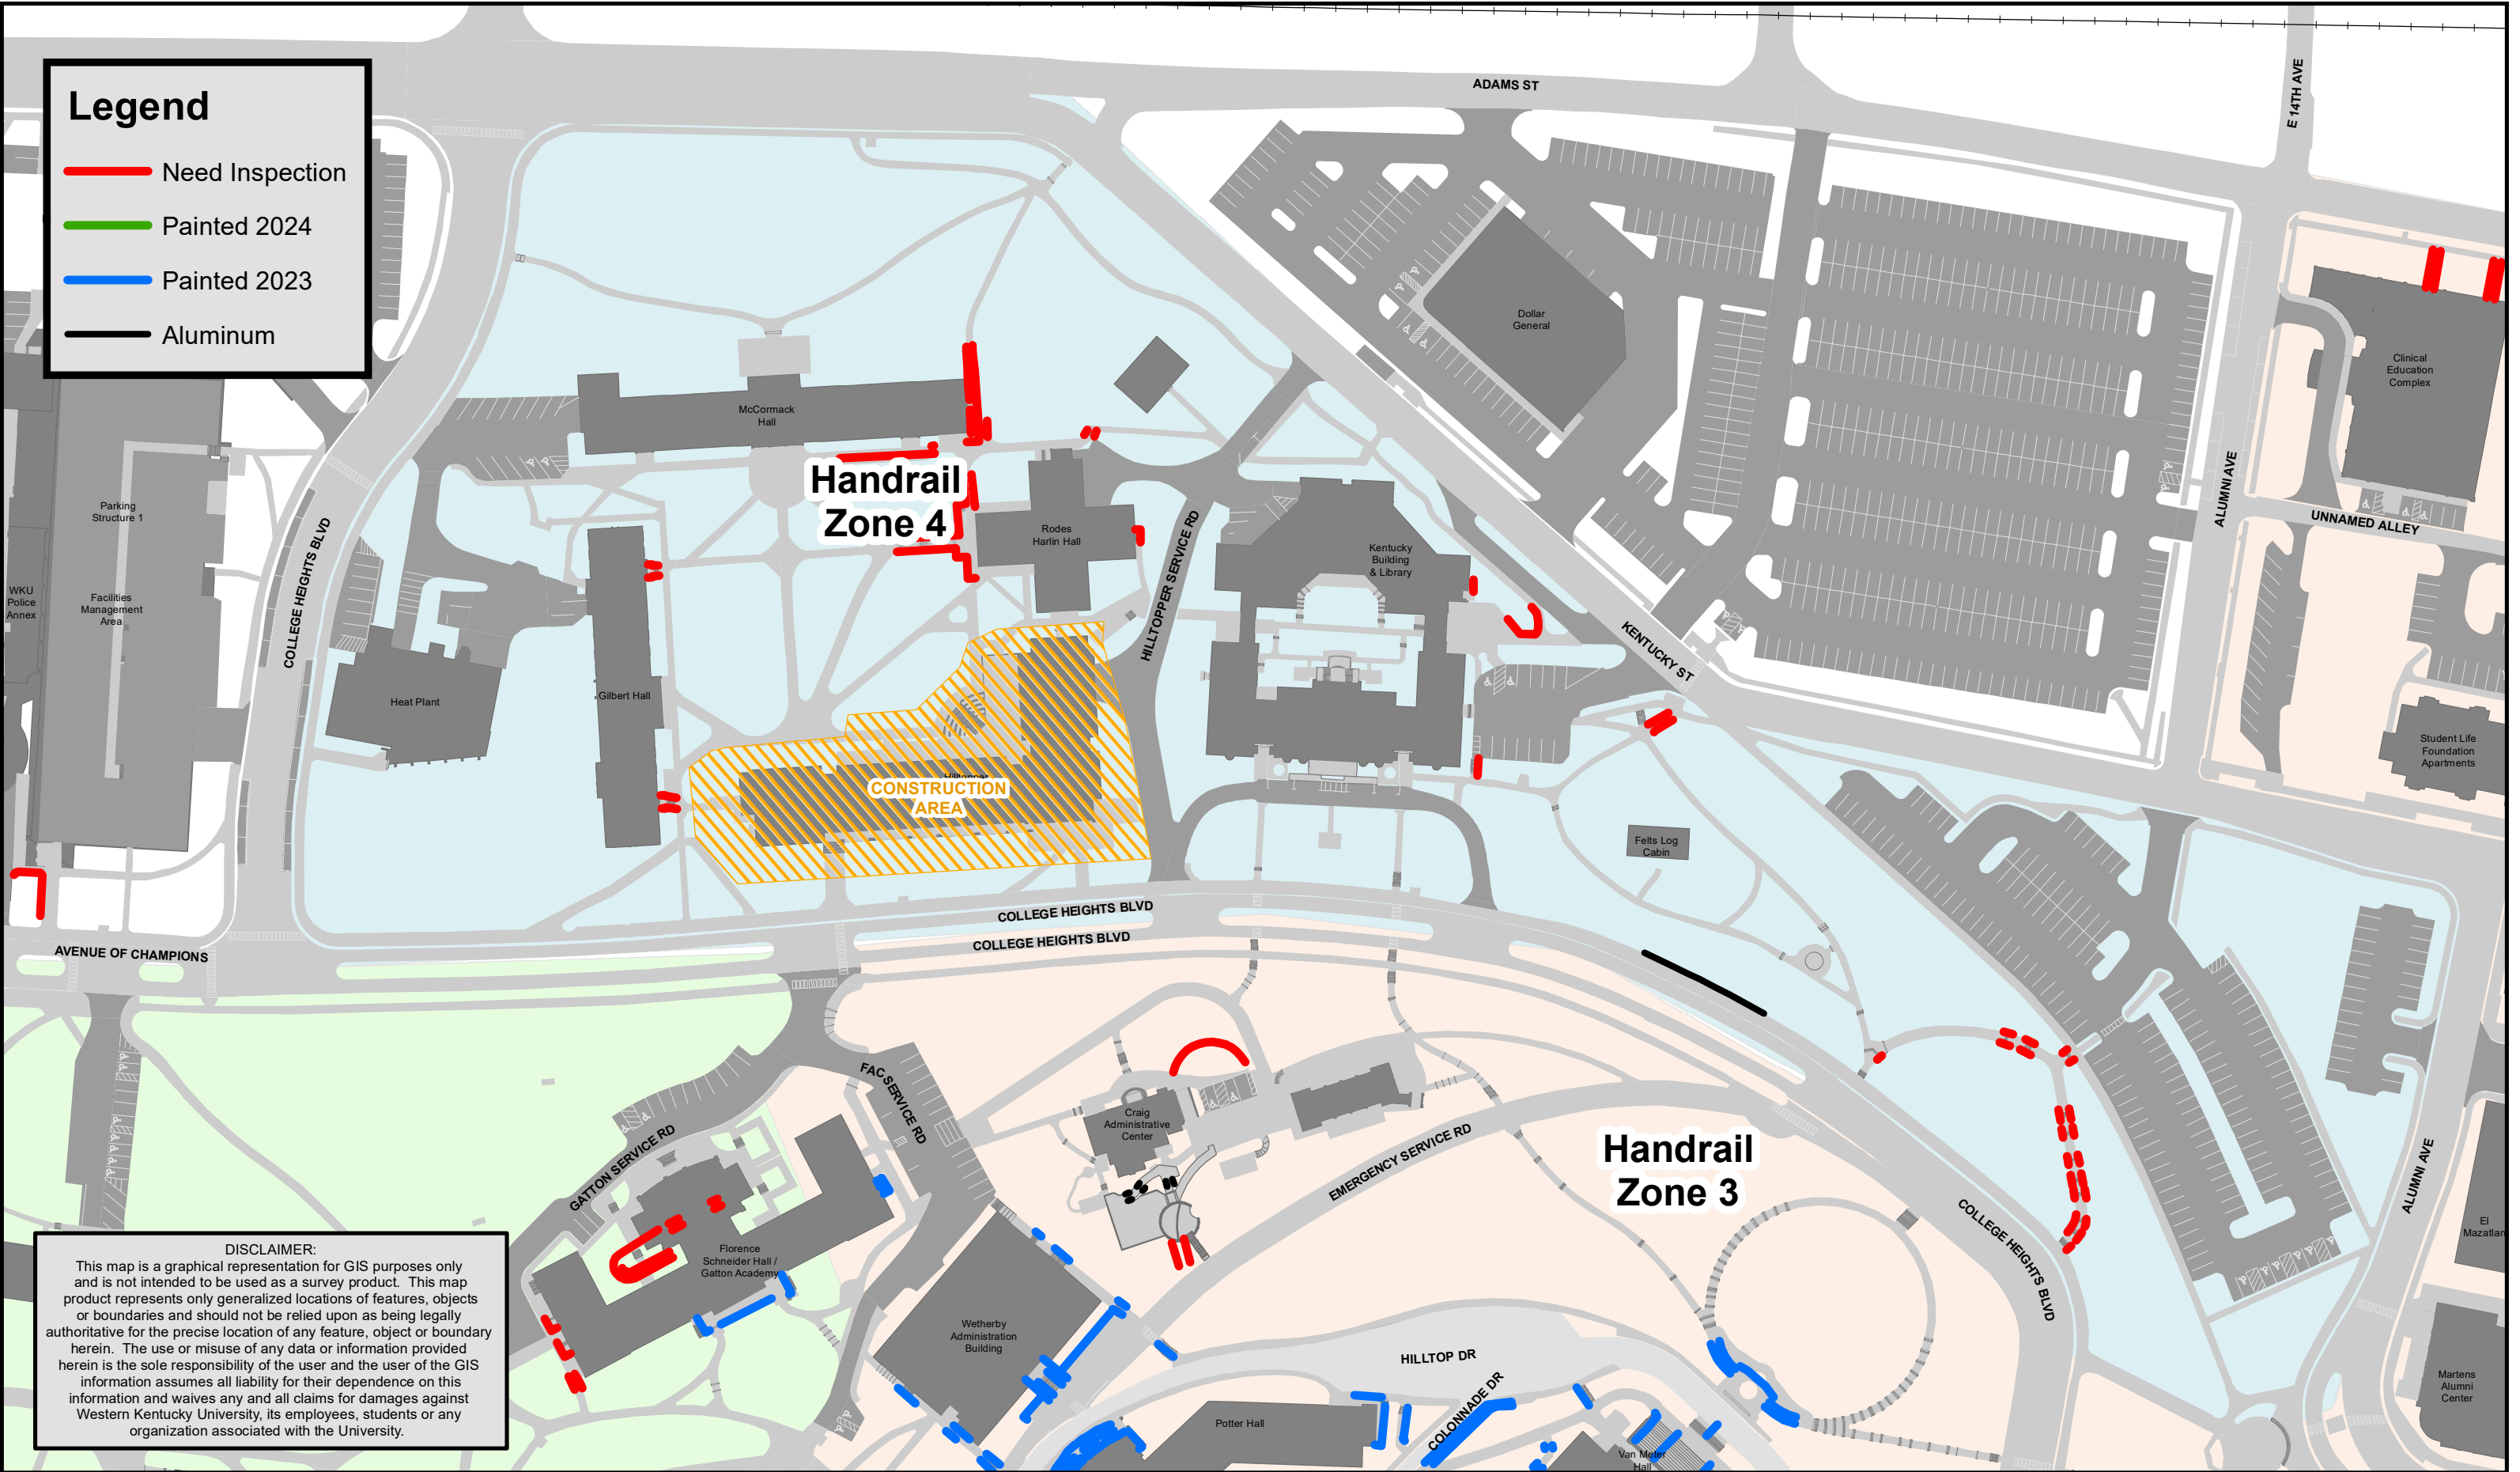 ADAMS ST
E 14TH AVE
Legend
Need Inspection
Painted 2024
Painted 2023
Aluminum
Dollar
General
Clinical
Education
Complex
McCormack
Hall
Handrail
Zone 4
Parking
Structure 1
COLLEGE HEIGHTS BLVD
Rodes
Harlin Hall
HILLTOPPER SERVICE RD
Kentucky
Building
& Library
ALUMNI AVE
UNNAMED ALLEY
WKU
Police
Annex
Facilities
Management
Area
KENTUCKY ST
Heat Plant
Gilbert Hall
Student Life
Foundation
Apartments
Hilltopper
CONSTRUCTION
AREA
Felts Log
Cabin
COLLEGE HEIGHTS BLVD
COLLEGE HEIGHTS BLVD
AVENUE OF CHAMPIONS
FAC SERVICE RD
Craig
Administrative
Center
GATTON SERVICE RD
EMERGENCY SERVICE RD
Handrail
Zone 3
ALUMNI AVE
COLLEGE HEIGHTS BLVD
El
Mazatlan
Florence
Schneider Hall /
Gatton Academy
DISCLAIMER:
This map is a graphical representation for GIS purposes only
and is not intended to be used as a survey product. This map
product represents only generalized locations of features, objects
or boundaries and should not be relied upon as being legally
authoritative for the precise location of any feature, object or boundary
herein. The use or misuse of any data or information provided
herein is the sole responsibility of the user and the user of the GIS
information assumes all liability for their dependence on this
information and waives any and all claims for damages against
Western Kentucky University, its employees, students or any
organization associated with the University.
Wetherby
Administration
Building
HILLTOP DR
COLONNADE DR
Potter Hall
Van Meter
Hall
Martens
Alumni
Center